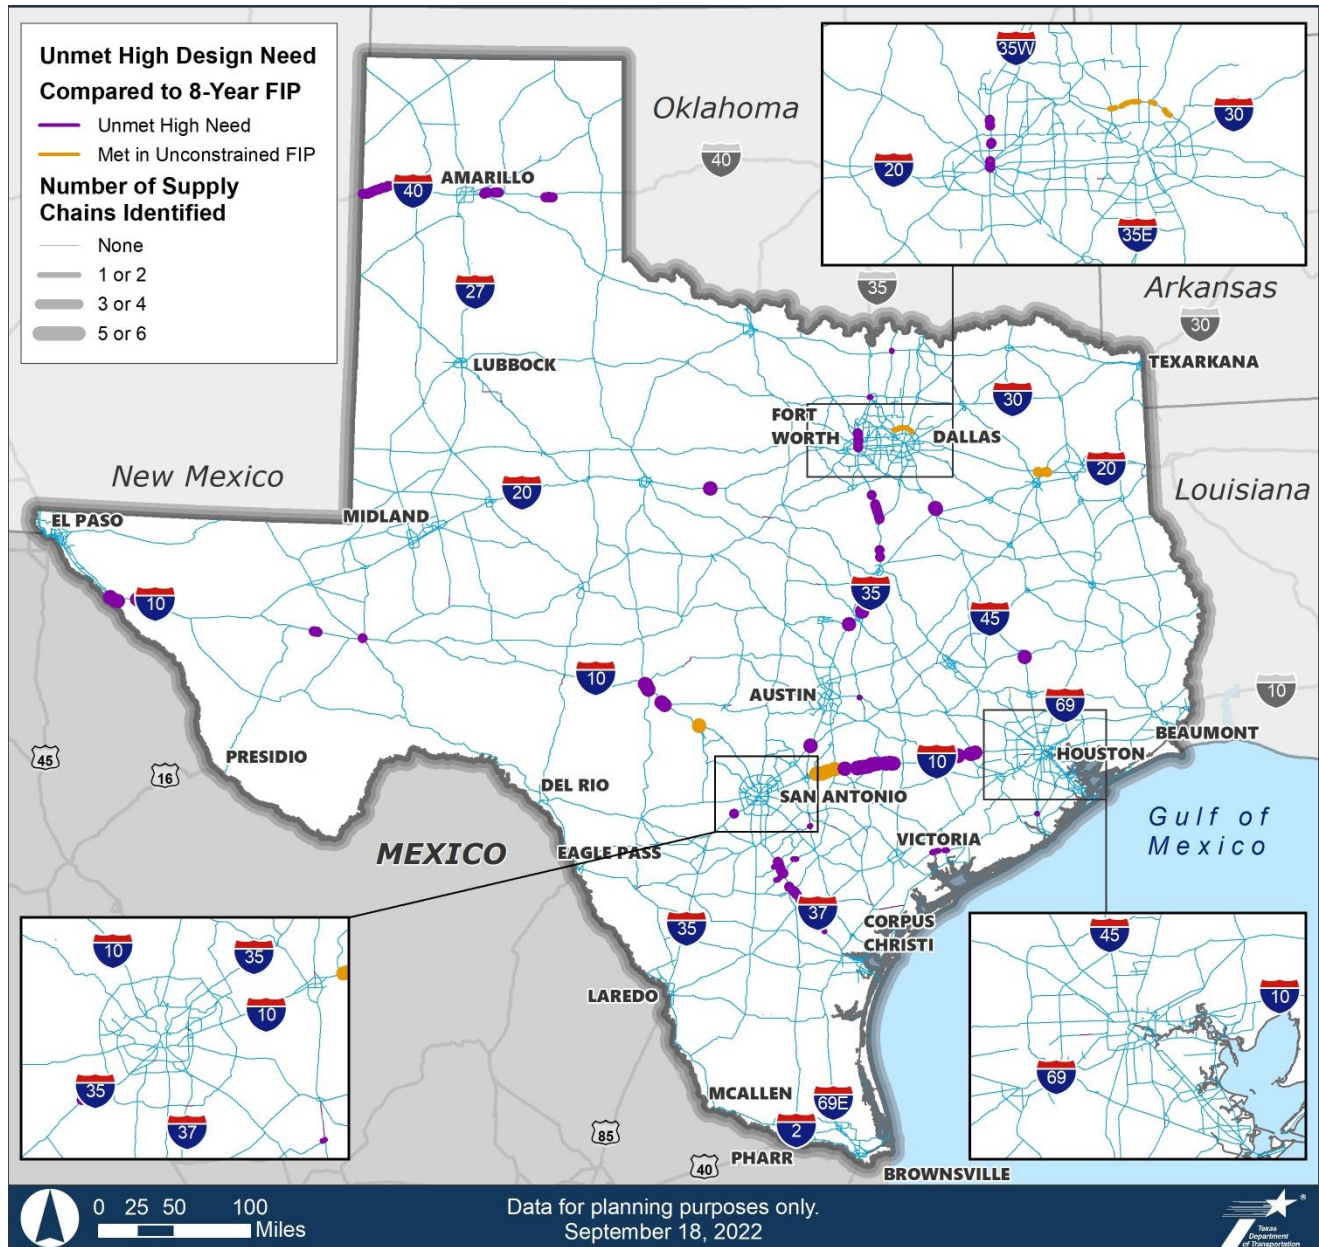 Unmet High Design Need
Compared to 8-Year FIP
Unmet High Need
Met in Unconstrained FIP
Number of Supply
Chains Identified
None
1 or 2
3 or 4
5 or 6
35W
30
20
35E
Oklahoma
40
AMARILLO
40
27
35
Arkansas
30
LUBBOCK
TEXARKANA
30
FORT
WORTH
DALLAS
New Mexico
20
20
Louisiana
EL PASO
MIDLAND
10
35
45
10
AUSTIN
69
10
BEAUMONT
45
16
PRESIDIO
DEL RIO
10
HOUSTON
SAN ANTONIO
Gulf of
Mexico
MEXICO
EAGLE PASS
VICTORIA
35
37
CORPUS
CHRISTI
10
35
10
35
37
LAREDO
45
10
69
MCALLEN
69E
2
85
PHARR
40
BROWNSVILLE
0 25 50 100
Miles
Data for planning purposes only.
September 18, 2022
®
Texas
Department
of Transportation